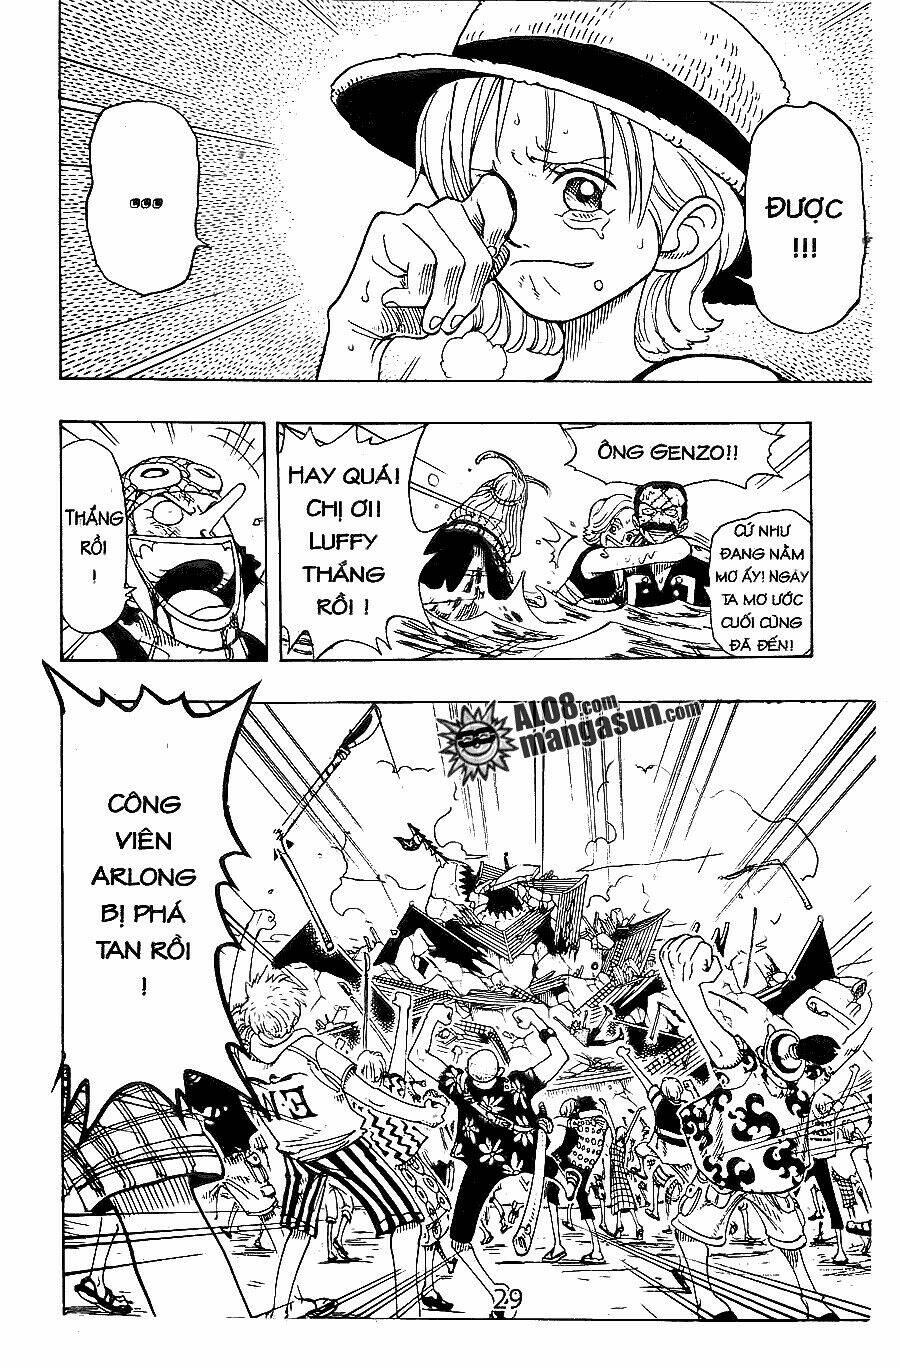 ĐƯỢC
!!!
...
ÔNG GENZO!!
CỨ NHƯ
ĐANG NẰM
MƠ ẤY! NGÀY
TA MƠ ƯỚC
CUỐI CÙNG
ĐÃ ĐẾN!
HAY QUÁ!
CHỊ ƠI!
LUFFY
THẮNG
RỒI !
THẮNG
RỒI
!
ALO8.com
mangasun.com
CÔNG
VIÊN
ARLONG
BỊ PHÁ
TAN RỒI
!
29